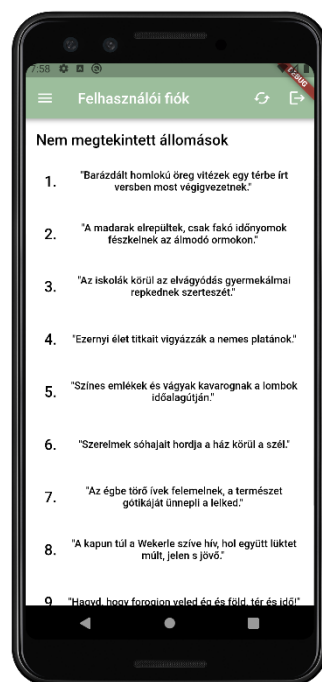 7:58
DEBUG
Felhasználói fiók
Nem megtekintett állomások
1. "Barázdált homlokú öreg vitézek egy térbe írt
versben most végigvezetnek."
2. "A madarak elrepültek, csak fakó időnyomok
fészkelnek az álmodó ormokon."
3. "Az iskolák körül az elvágyódás gyermekálmai
repkednek szerteszét."
4. "Ezernyi élet titkait vigyázzák a nemes platánok."
5. "Színes emlékek és vágyak kavarognak a lombok
időalagútján."
6. "Szerelmek sóhajait hordja a ház körül a szél."
7. "Az égbe törő ívek felemelnek, a természet
gótikáját ünnepli a lelked."
8. "A kapun túl a Wekerle szíve hív, hol együtt lüktet
múlt, jelen s jövő."
9 "Hagyd, hogy forogjon veled ég és föld, tér és idő!"